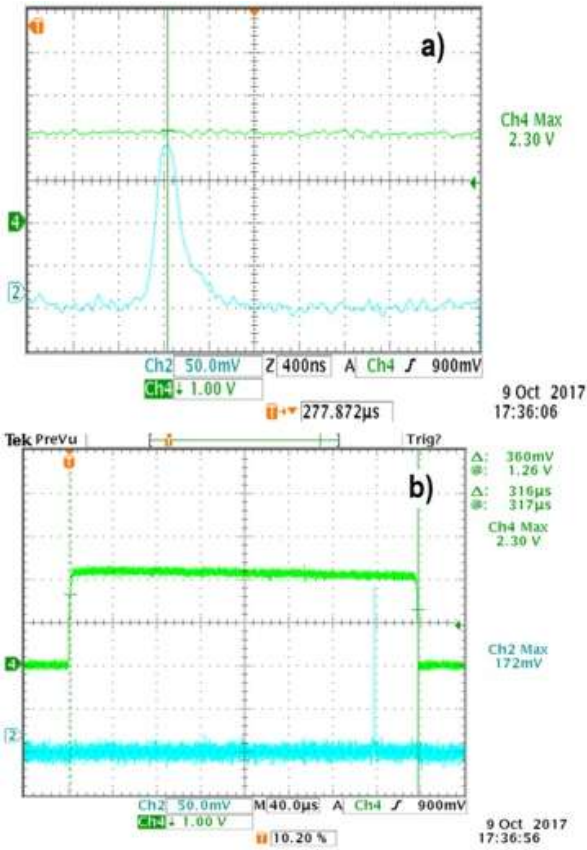 a)
Ch4 Max
2.30 V
4
2
Ch2 50.0mV Z 400ns A Ch4 ∫ 900mV
Ch4 ↓ 1.00 V
9 Oct 2017
17:36:06
T→▼ 277.872µs
Tek PreVu Trig?
T
Δ: 360mV
@: 1.26 V
Δ: 316µs
@: 317µs
b)
Ch4 Max
2.30 V
4
Ch2 Max
172mV
2
Ch2 50.0mV M 40.0µs A Ch4 ∫ 900mV
Ch4 ↓ 1.00 V
9 Oct 2017
T 10.20 %
17:36:56